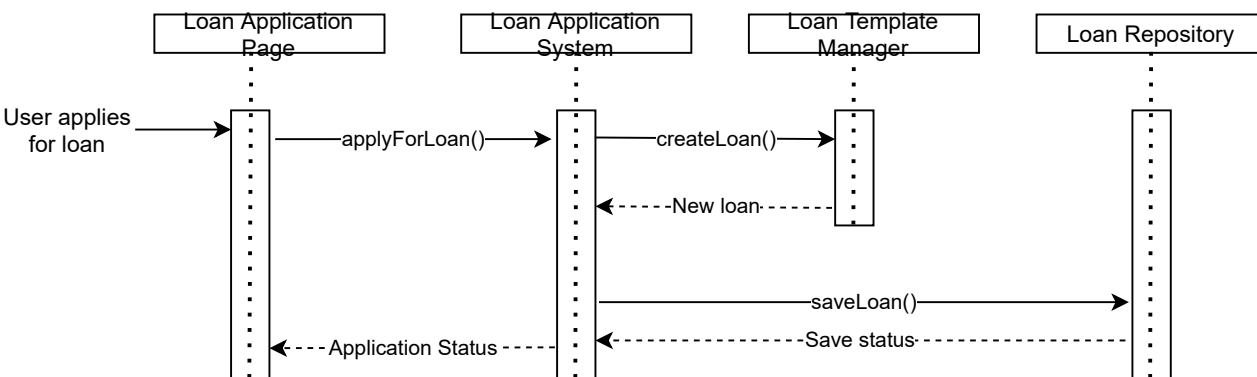 Loan Application
Page
Loan Application
System
Loan Template
Manager
Loan Repository
User applies
for loan
applyForLoan()
createLoan()
New loan
saveLoan()
Save status
Application Status